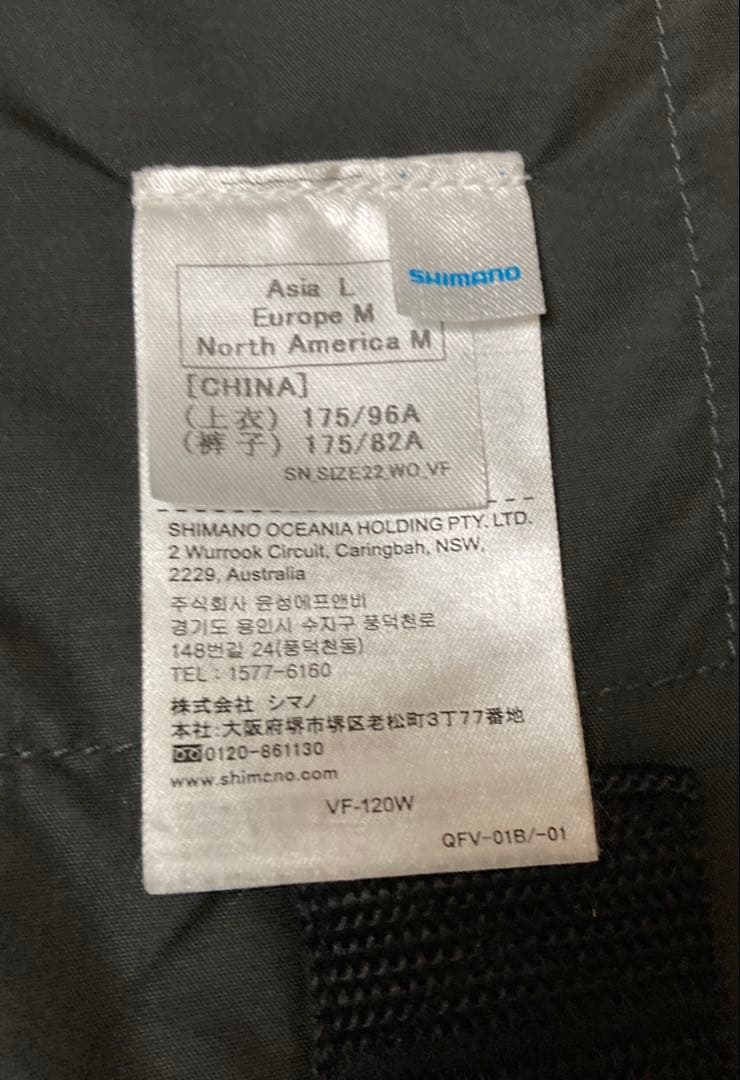 SHIMANO
Asia L
Europe M
North America M
[CHINA]
(上衣) 175/96A
(裤子) 175/82A
SN_SIZE22_WO_VF
SHIMANO OCEANIA HOLDING PTY. LTD.
2 Wurrook Circuit, Caringbah, NSW,
2229, Australia
주식회사 윤성에프앤비
경기도 용인시 수지구 풍덕천로
148번길 24(풍덕천동)
TEL : 1577-6160
株式会社 シマノ
本社:大阪府堺市堺区老松町3丁77番地
0120-861130
www.shimano.com
VF-120W
QFV-01B/-01